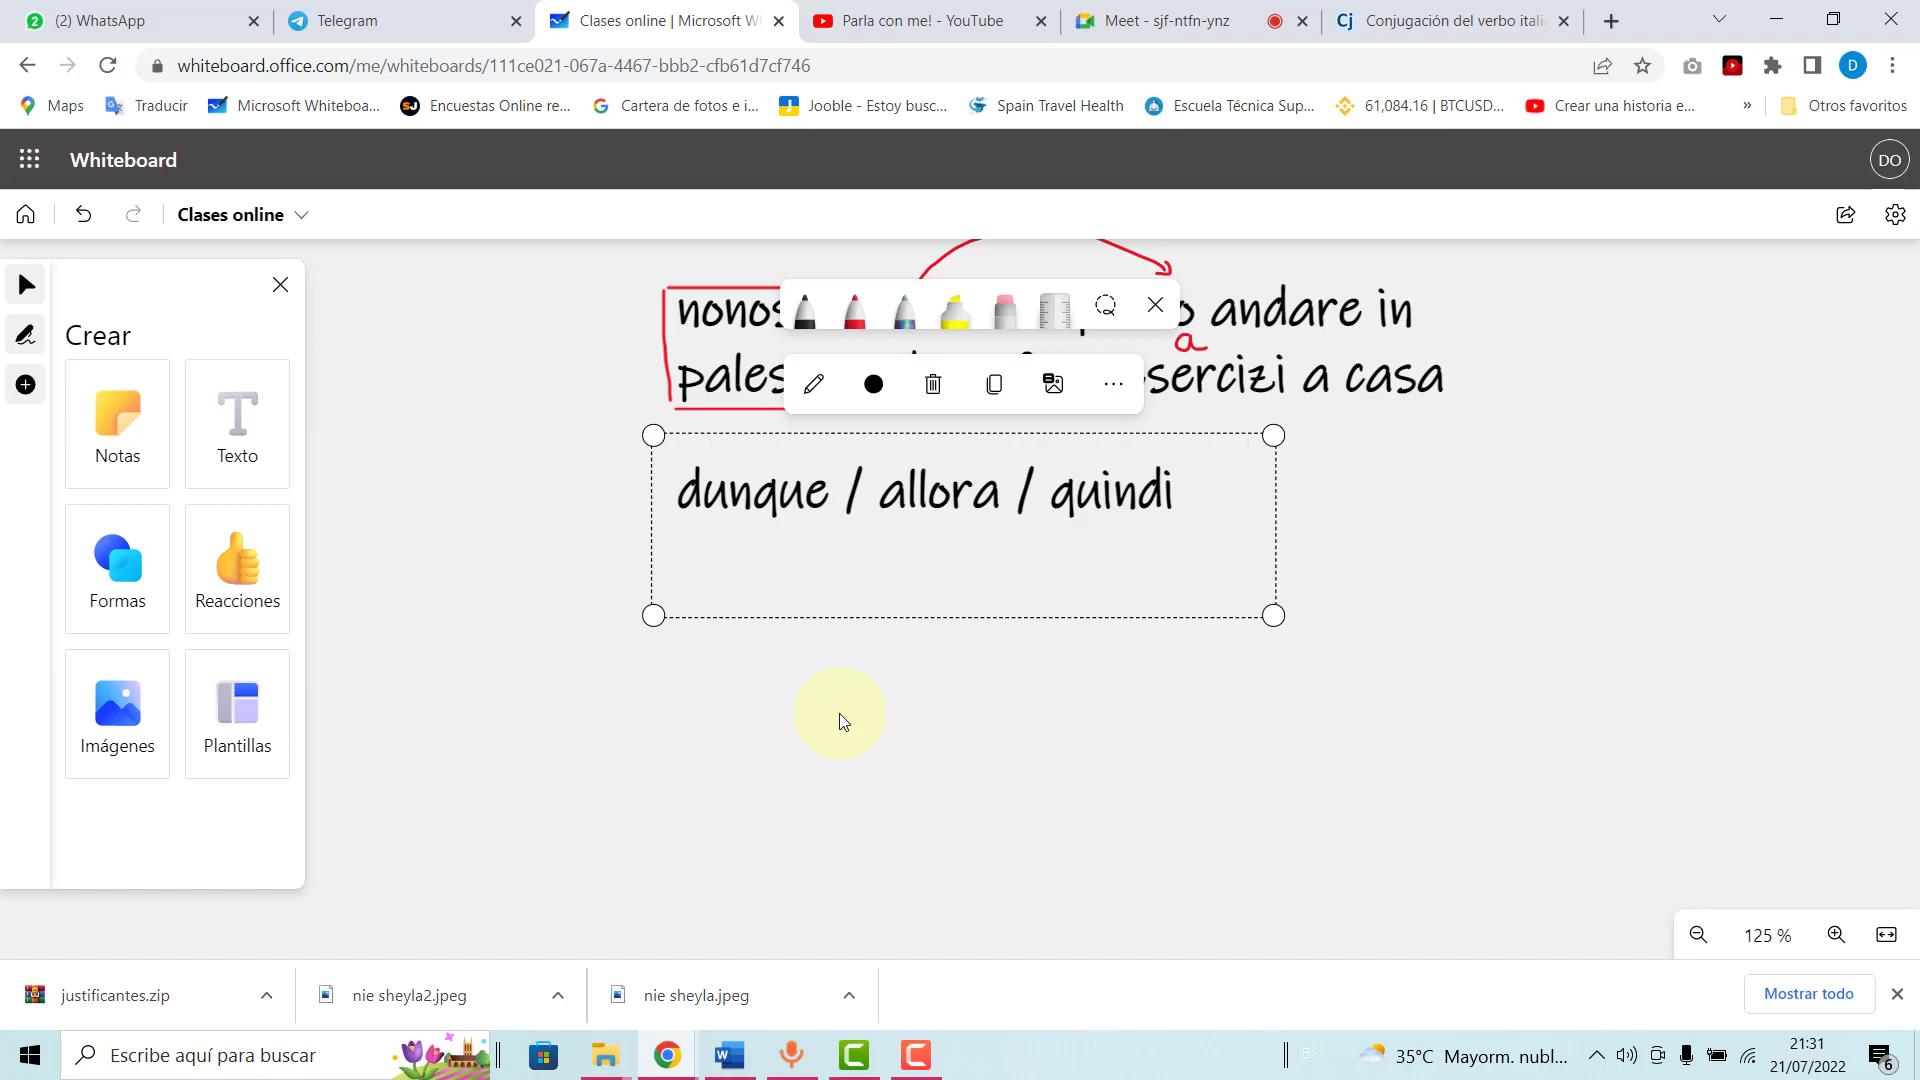 (2) WhatsApp
Telegram
Clases online | Microsoft W
Parla con me! - YouTube
Meet - sjf-ntfn-ynz
Conjugación del verbo itali
whiteboard.office.com/me/whiteboards/111ce021-067a-4467-bbb2-cfb61d7cf746
D
Maps
Traducir
Microsoft Whiteboa...
Encuestas Online re...
Cartera de fotos e i...
Jooble - Estoy busc...
Spain Travel Health
Escuela Técnica Sup...
61,084.16 | BTCUSD...
Crear una historia e...
»
Otros favoritos
Whiteboard
DO
Clases online
andare in
a
esercizi a casa
dunque / allora / quindi
Crear
Notas
Texto
Formas
Reacciones
Imágenes
Plantillas
125 %
justificantes.zip
nie sheyla2.jpeg
nie sheyla.jpeg
Mostrar todo
Escribe aquí para buscar
35°C Mayorm. nubl...
21:31
21/07/2022
6